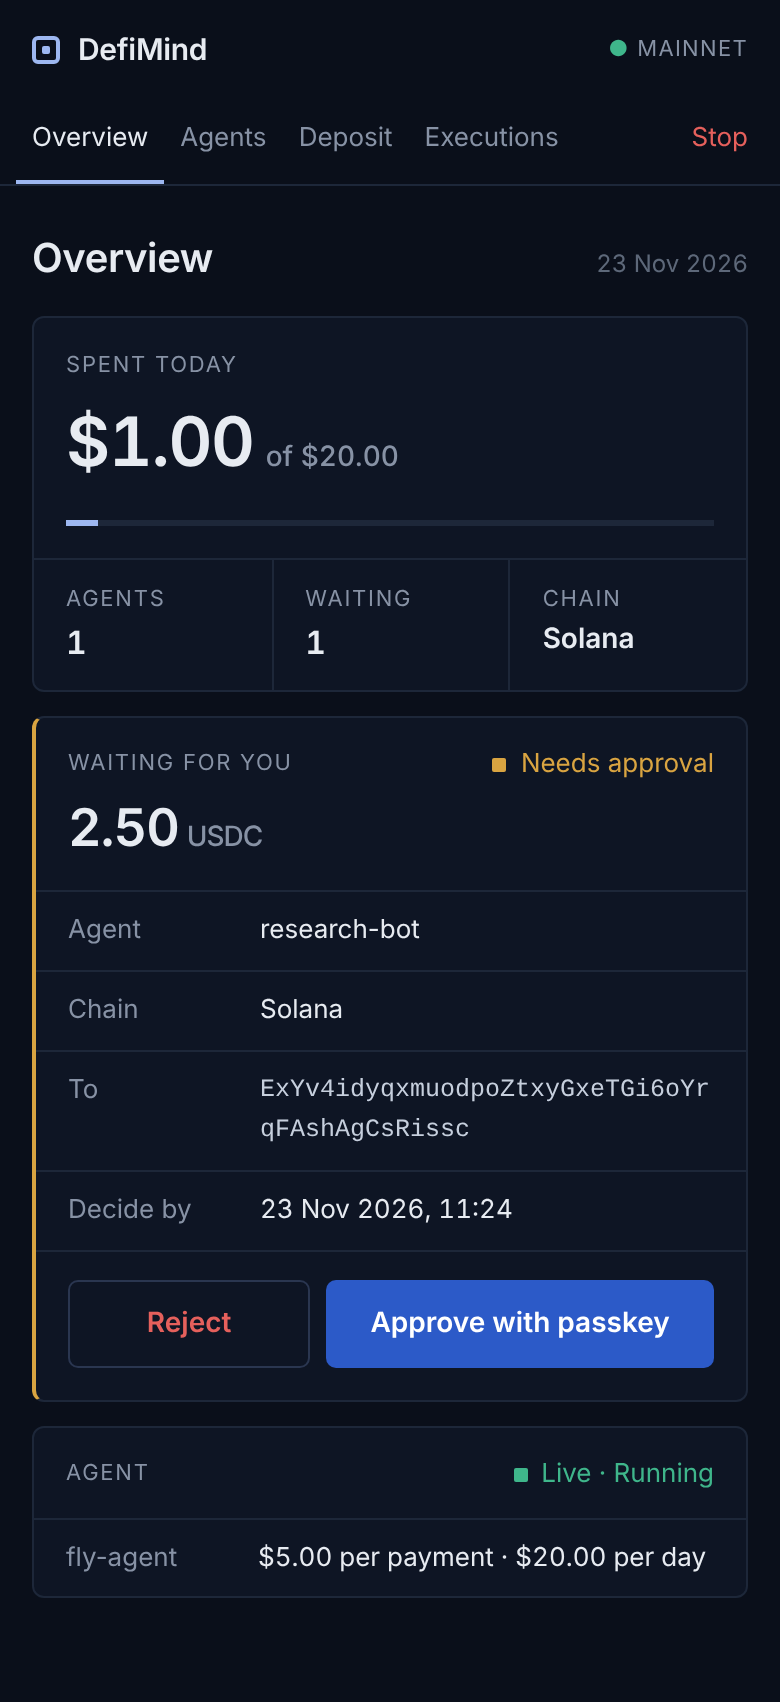 DefiMind
MAINNET
Overview Agents Deposit Executions Stop
Overview
23 Nov 2026
SPENT TODAY
$1.00 of $20.00
AGENTS WAITING CHAIN
1 1 Solana
WAITING FOR YOU
Needs approval
2.50 USDC
Agent research-bot
Chain Solana
To ExYv4idyqxmuodpoZtxyGxeTGi6oYr
qFAshAgCsRissc
Decide by 23 Nov 2026, 11:24
Reject Approve with passkey
AGENT
Live · Running
fly-agent $5.00 per payment · $20.00 per day